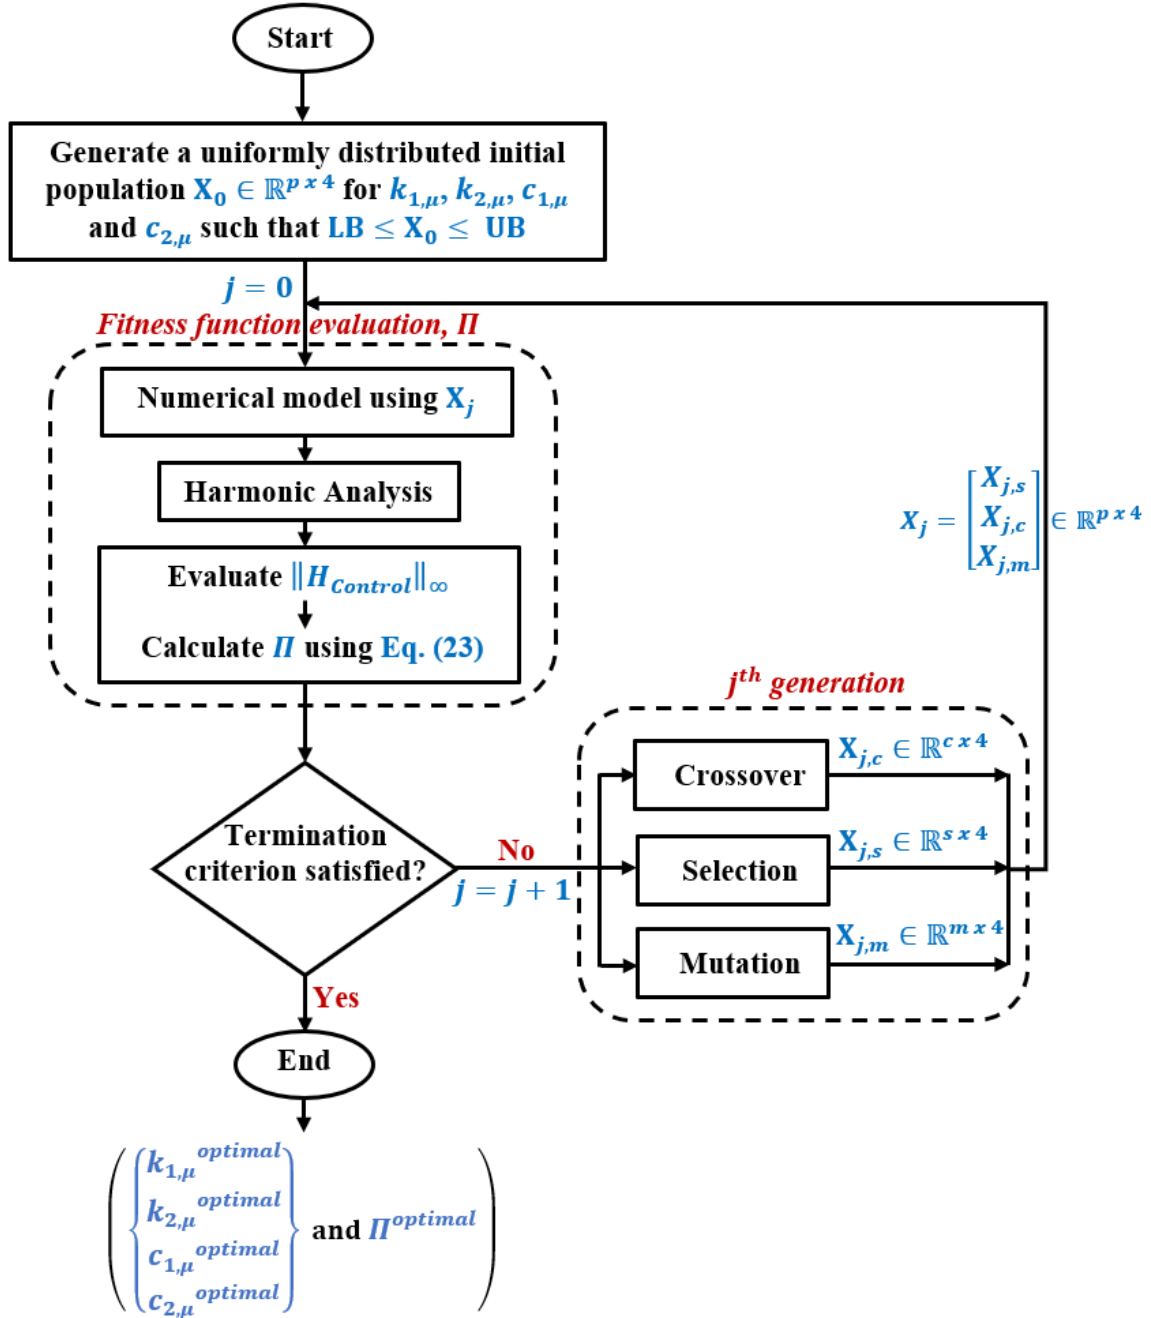 Start
Generate a uniformly distributed initial
population X₀ ∈ ℝ^{p x 4} for k_{1,μ}, k_{2,μ}, c_{1,μ}
and c_{2,μ} such that LB ≤ X₀ ≤ UB
j = 0
Fitness function evaluation, Π
Numerical model using X_j
Harmonic Analysis
Evaluate ‖H_{Control}‖_∞
Calculate Π using Eq. (23)
X_j = [X_{j,s}
X_{j,c}
X_{j,m}] ∈ ℝ^{p x 4}
j^{th} generation
Crossover
X_{j,c} ∈ ℝ^{c x 4}
Selection
X_{j,s} ∈ ℝ^{s x 4}
Mutation
X_{j,m} ∈ ℝ^{m x 4}
Termination
criterion satisfied?
No
j = j + 1
Yes
End
k_{1,μ}^{optimal}
k_{2,μ}^{optimal}
c_{1,μ}^{optimal}
c_{2,μ}^{optimal}
and Π^{optimal}